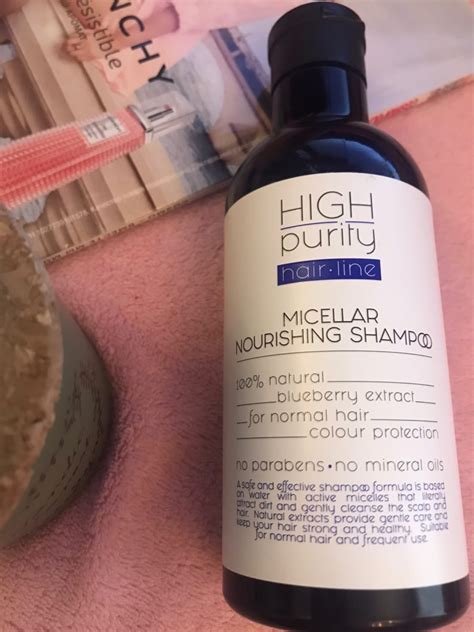 NCHY
irresistible
HIGH
purity
hair·line
MICELLAR
NOURISHING SHAMPOO
100% natural
blueberry extract
for normal hair
colour protection
no parabens • no mineral oils
A safe and effective shampoo formula is based
on water with active micelles that literally
attract dirt and gently cleanse the scalp and
hair. Natural extracts provide gentle care and
keep your hair strong and healthy. Suitable
for normal hair and frequent use